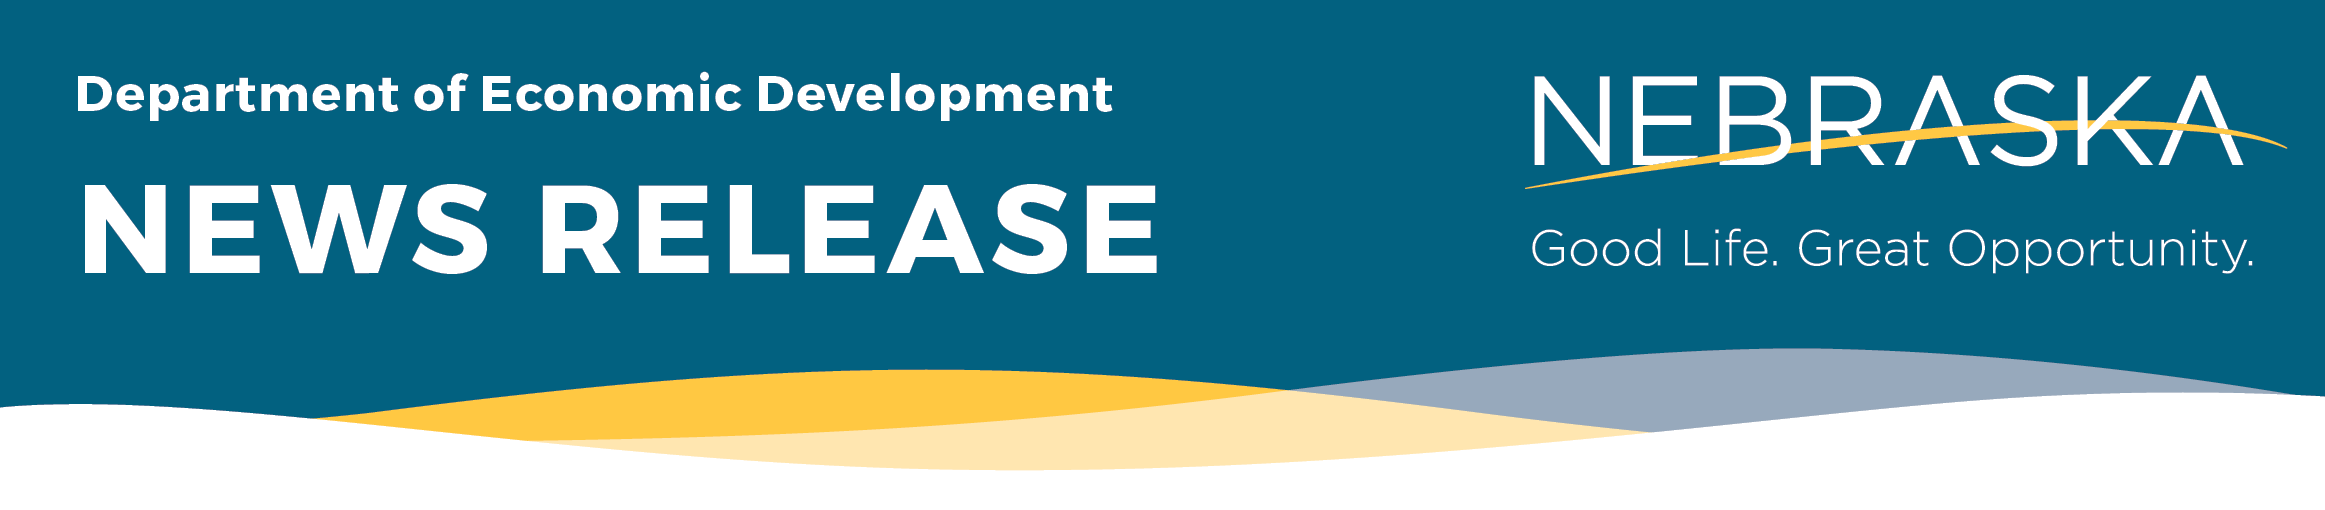 Department of Economic Development
NEWS RELEASE
NEBRASKA
Good Life. Great Opportunity.